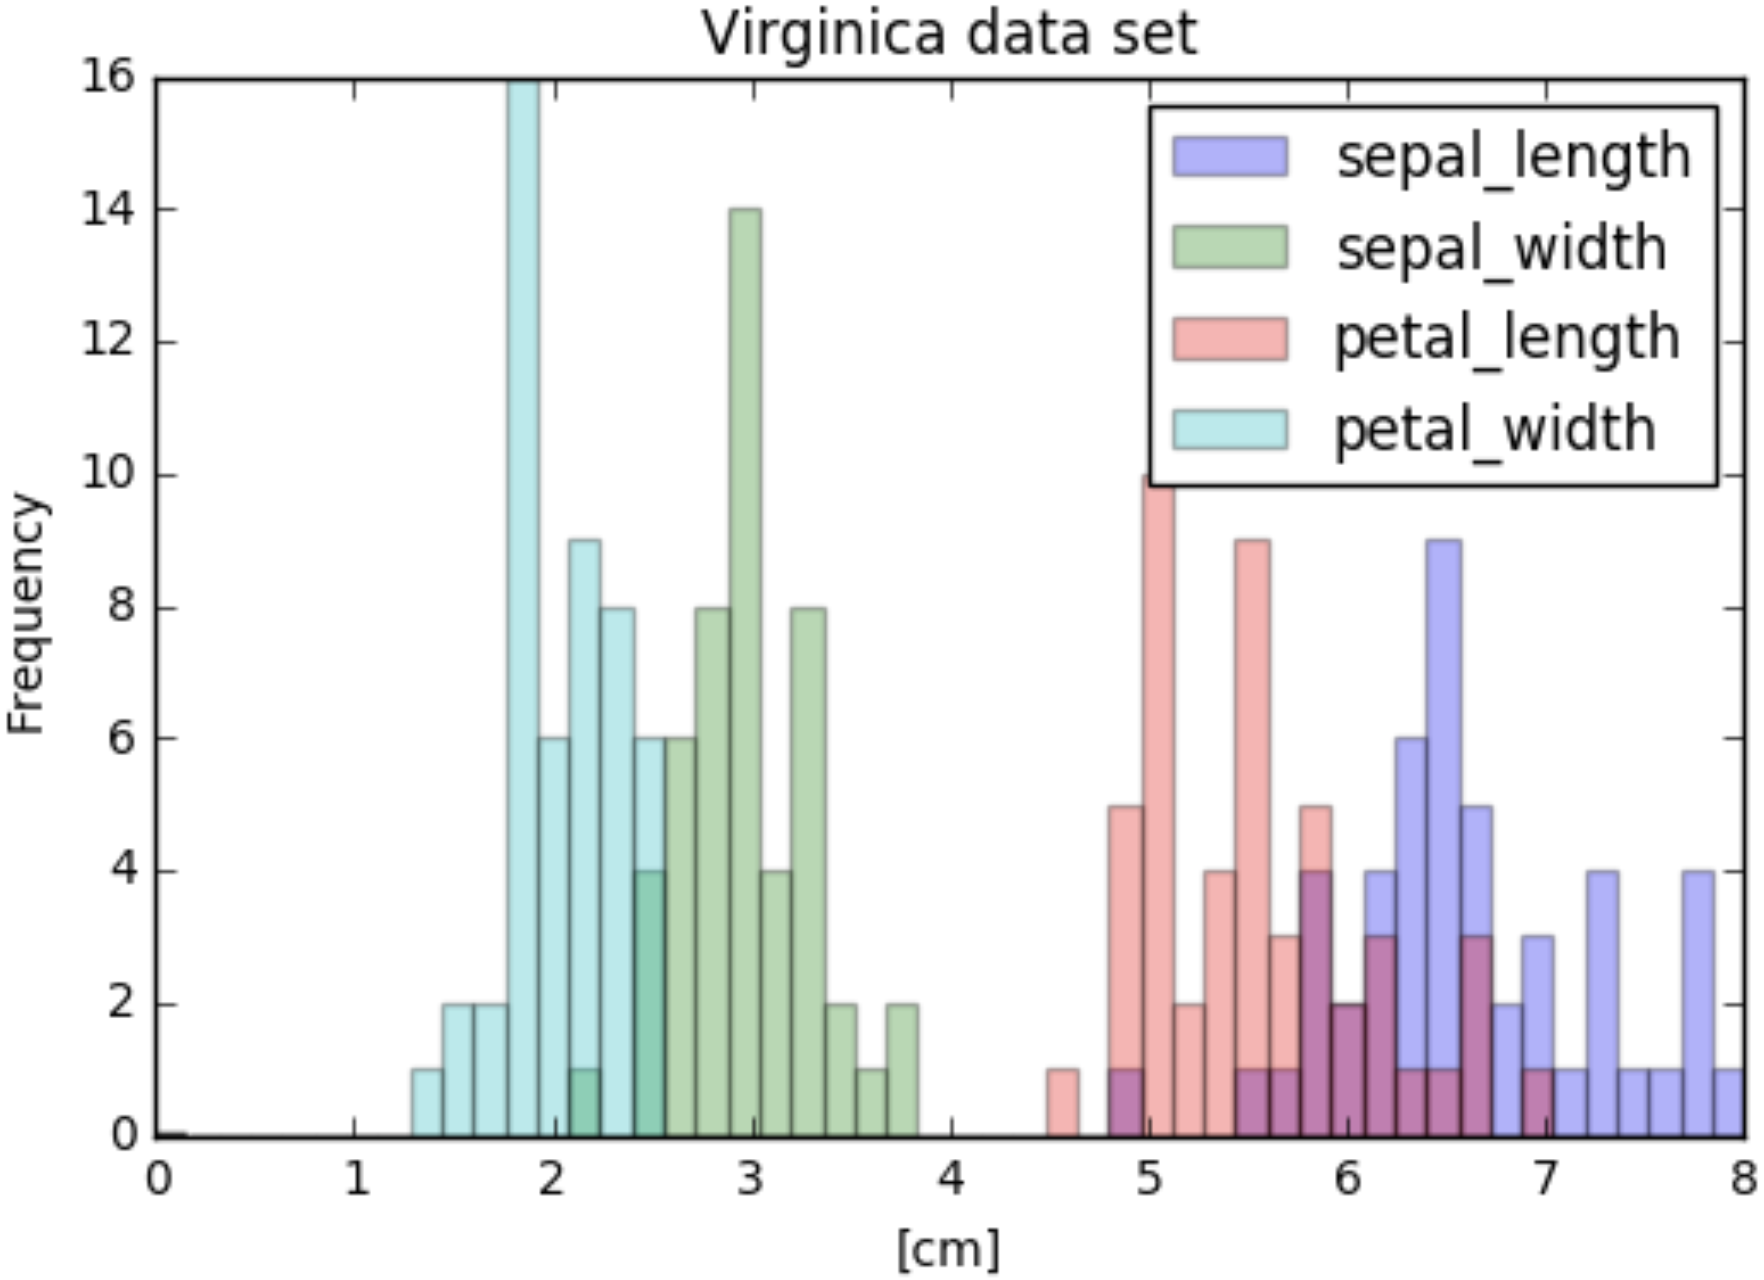 Virginica data set
16
14
12
10
8
6
4
2
0
Frequency
sepal_length
sepal_width
petal_length
petal_width
0 1 2 3 4 5 6 7 8
[cm]